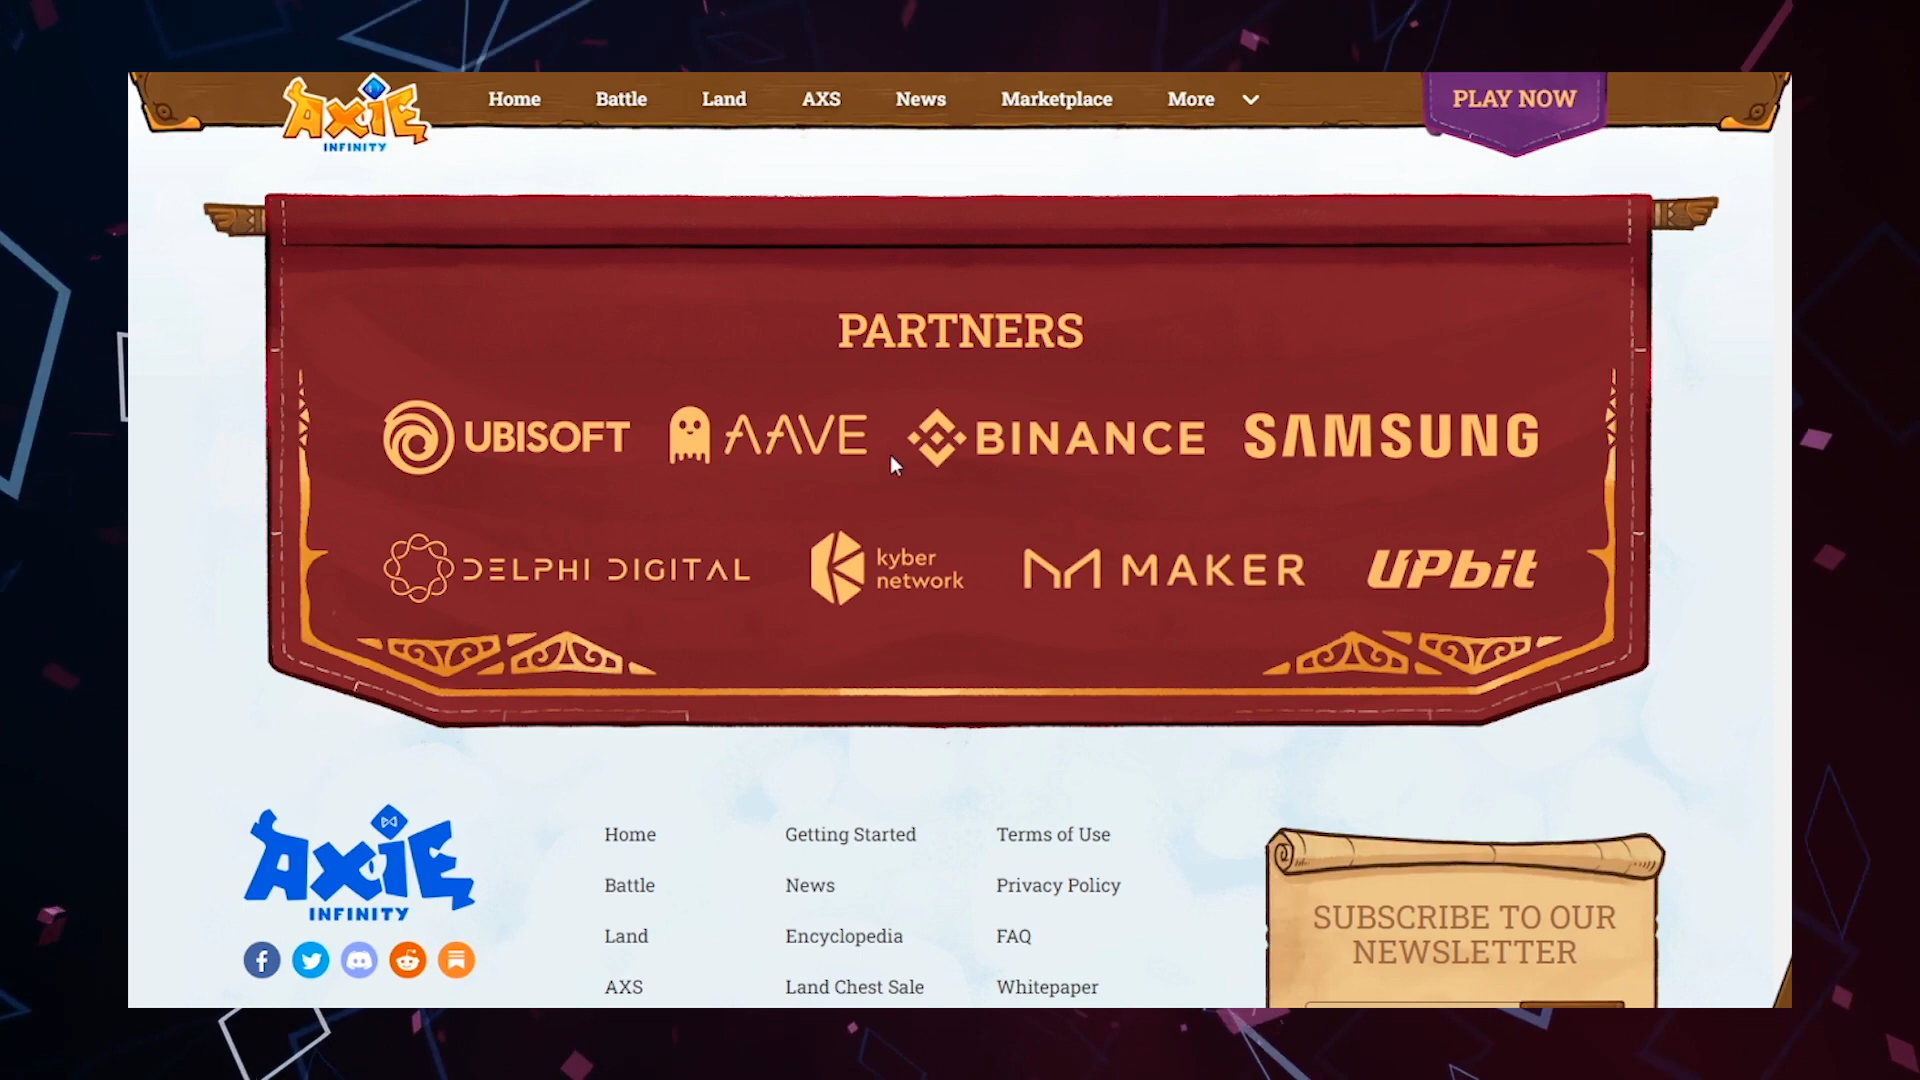 AXIE INFINITY Home Battle Land AXS News Marketplace More PLAY NOW
PARTNERS
UBISOFT AAVE BINANCE SAMSUNG
DELPHI DIGITAL kyber network MAKER UPbit
AXIE INFINITY
Home
Battle
Land
AXS
Getting Started
News
Encyclopedia
Land Chest Sale
Terms of Use
Privacy Policy
FAQ
Whitepaper
SUBSCRIBE TO OUR
NEWSLETTER